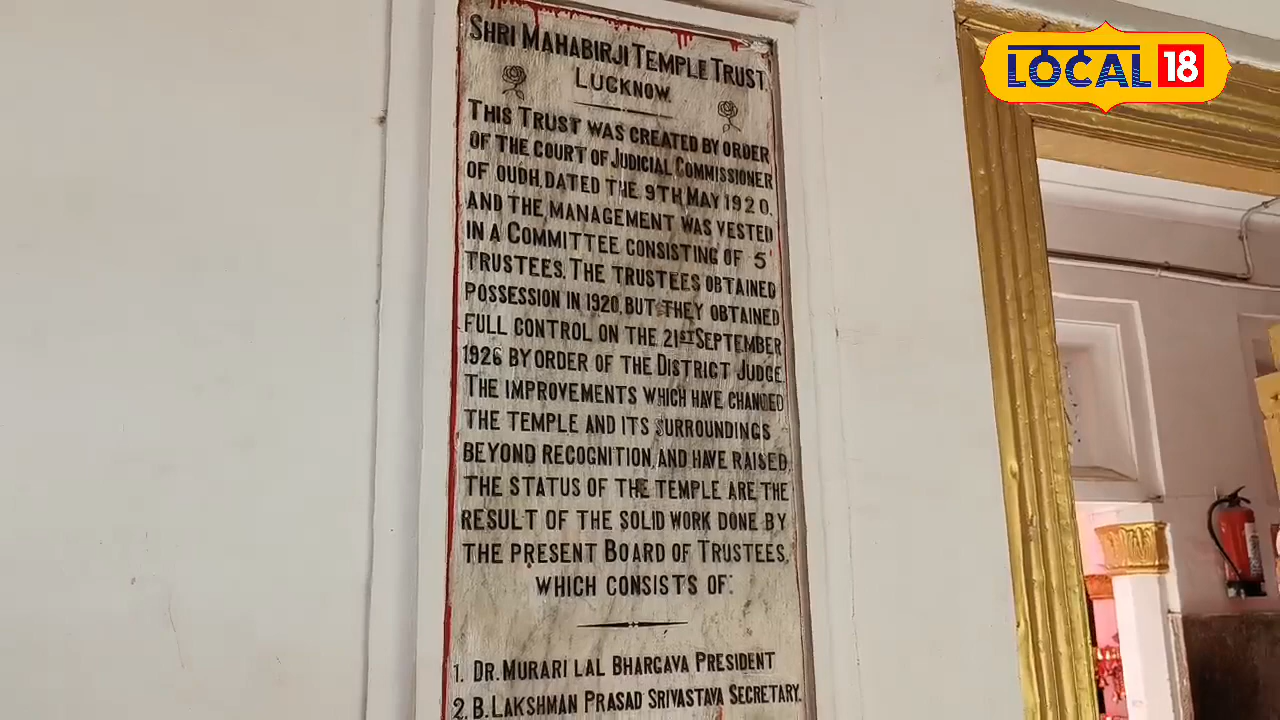 SHRI MAHABIRJI TEMPLE TRUST,
LUCKNOW.
THIS TRUST WAS CREATED BY ORDER
OF THE COURT OF JUDICIAL COMMISSIONER
OF OUDH, DATED THE 9TH MAY 1920,
AND THE MANAGEMENT WAS VESTED
IN A COMMITTEE CONSISTING OF 5
TRUSTEES. THE TRUSTEES OBTAINED
POSSESSION IN 1920, BUT THEY OBTAINED
FULL CONTROL ON THE 21ST SEPTEMBER
1926 BY ORDER OF THE DISTRICT JUDGE.
THE IMPROVEMENTS WHICH HAVE CHANGED
THE TEMPLE AND ITS SURROUNDINGS
BEYOND RECOGNITION, AND HAVE RAISED
THE STATUS OF THE TEMPLE ARE THE
RESULT OF THE SOLID WORK DONE BY
THE PRESENT BOARD OF TRUSTEES,
WHICH CONSISTS OF:
1. DR. MURARI LAL BHARGAVA PRESIDENT
2. B. LAKSHMAN PRASAD SRIVASTAVA SECRETARY.
LOCAL 18